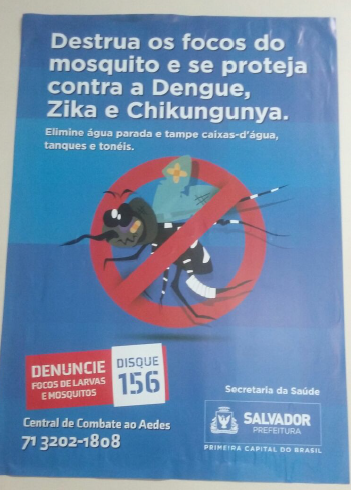 Destrua os focos do
mosquito e se proteja
contra a Dengue,
Zika e Chikungunya.
Elimine água parada e tampe caixas-d'água,
tanques e tonéis.
DENUNCIE
FOCOS DE LARVAS
E MOSQUITOS
DISQUE
156
Central de Combate ao Aedes
71 3202-1808
Secretaria da Saúde
SALVADOR
PREFEITURA
PRIMEIRA CAPITAL DO BRASIL